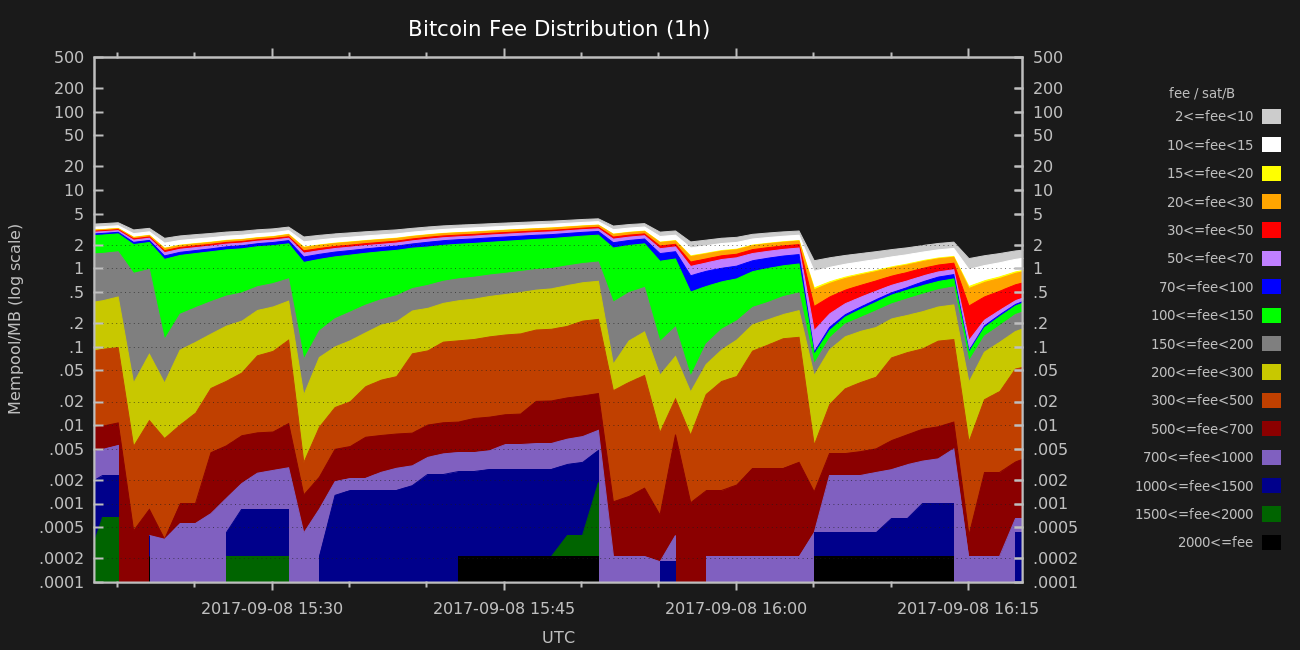 Bitcoin Fee Distribution (1h)
500
200
100
50
20
10
5
2
1
.5
.2
.1
.05
.02
.01
.005
.002
.001
.0005
.0002
.0001
Mempool/MB (log scale)
500
200
100
50
20
10
5
2
1
.5
.2
.1
.05
.02
.01
.005
.002
.001
.0005
.0002
.0001
2017-09-08 15:30
2017-09-08 15:45
2017-09-08 16:00
2017-09-08 16:15
UTC
fee / sat/B
2<=fee<10
10<=fee<15
15<=fee<20
20<=fee<30
30<=fee<50
50<=fee<70
70<=fee<100
100<=fee<150
150<=fee<200
200<=fee<300
300<=fee<500
500<=fee<700
700<=fee<1000
1000<=fee<1500
1500<=fee<2000
2000<=fee